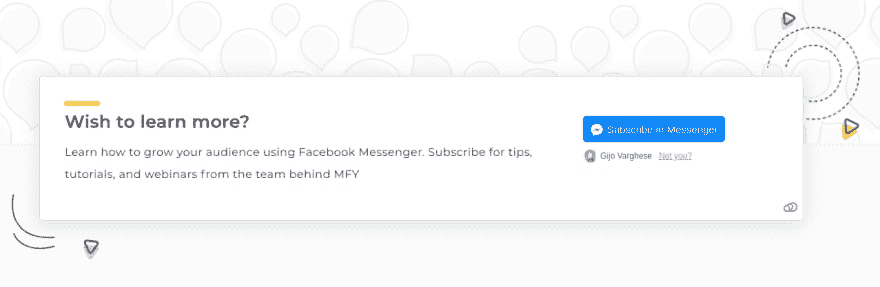 Wish to learn more?
Learn how to grow your audience using Facebook Messenger. Subscribe for tips,
tutorials, and webinars from the team behind MFY
Subscribe in Messenger
Gijo Varghese Not you?